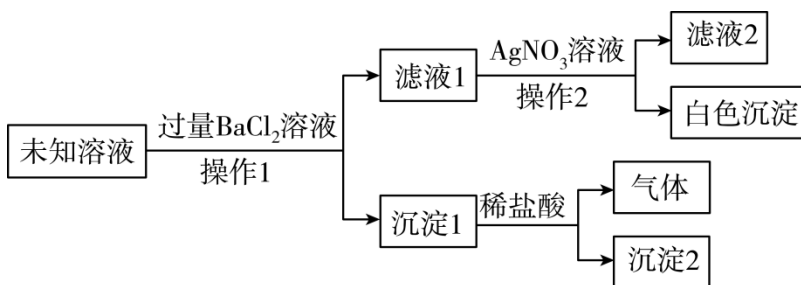 未知溶液
过量BaCl₂溶液
操作1
滤液1
AgNO₃溶液
操作2
滤液2
白色沉淀
沉淀1
稀盐酸
气体
沉淀2